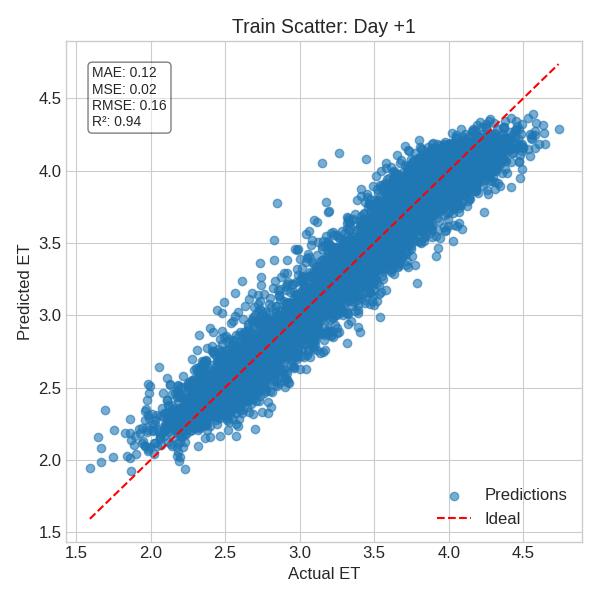 Train Scatter: Day +1
MAE: 0.12
MSE: 0.02
RMSE: 0.16
R²: 0.94
Predicted ET
4.5
4.0
3.5
3.0
2.5
2.0
1.5
1.5 2.0 2.5 3.0 3.5 4.0 4.5
Actual ET
Predictions
Ideal